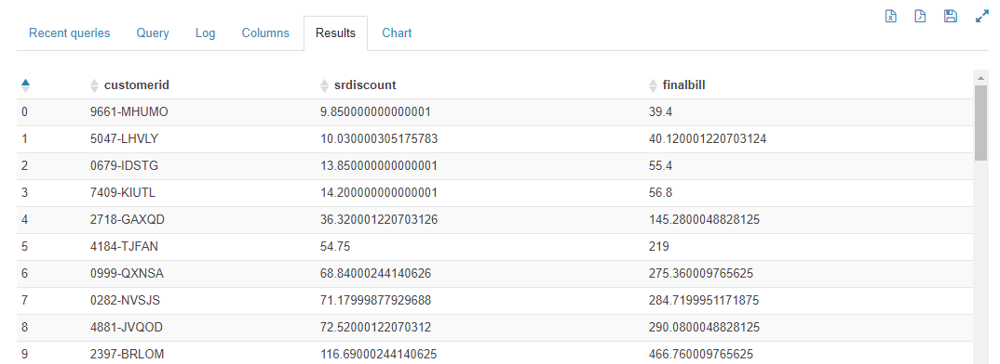 Recent queries Query Log Columns Results Chart
customerid srdiscount finalbill
0 9661-MHUMO 9.850000000000001 39.4
1 5047-LHVLY 10.030000305175783 40.120001220703124
2 0679-IDSTG 13.850000000000001 55.4
3 7409-KIUTL 14.200000000000001 56.8
4 2718-GAXQD 36.320001220703126 145.2800048828125
5 4184-TJFAN 54.75 219
6 0999-QXNSA 68.84000244140626 275.360009765625
7 0282-NVSJS 71.17999877929688 284.7199951171875
8 4881-JVQOD 72.52000122070312 290.0800048828125
9 2397-BRLOM 116.69000244140625 466.760009765625